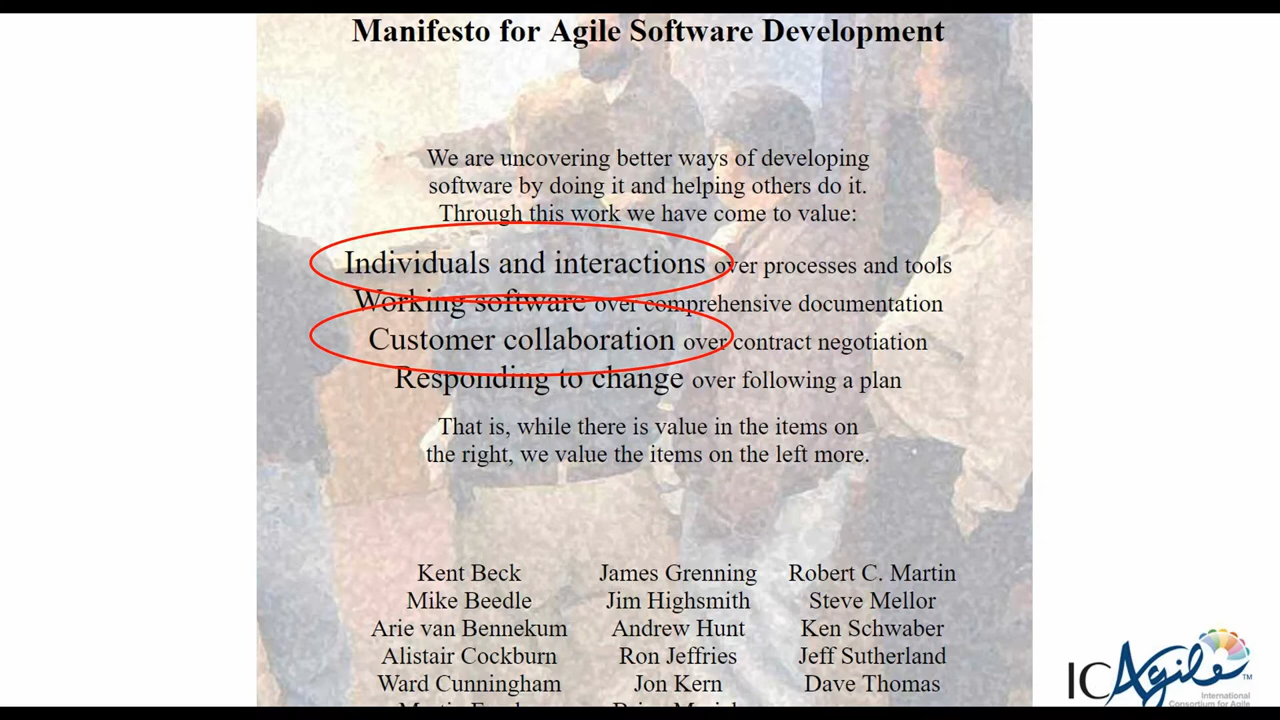 Manifesto for Agile Software Development
We are uncovering better ways of developing
software by doing it and helping others do it.
Through this work we have come to value:
Individuals and interactions over processes and tools
Working software over comprehensive documentation
Customer collaboration over contract negotiation
Responding to change over following a plan
That is, while there is value in the items on
the right, we value the items on the left more.
Kent Beck James Grenning Robert C. Martin
Mike Beedle Jim Highsmith Steve Mellor
Arie van Bennekum Andrew Hunt Ken Schwaber
Alistair Cockburn Ron Jeffries Jeff Sutherland
Ward Cunningham Jon Kern Dave Thomas
ICAgile™
International
Consortium for Agile